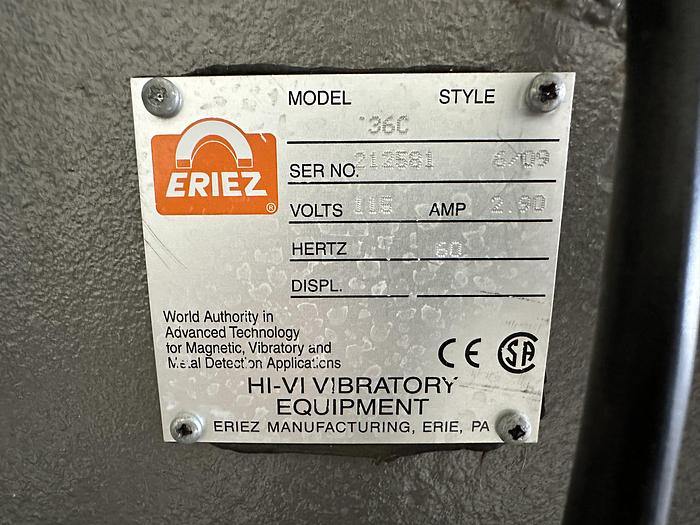 MODEL STYLE
36C
ERIEZ ®
SER NO. 6/09
VOLTS 115 AMP 2.90
HERTZ 60
DISPL.
World Authority in
Advanced Technology
for Magnetic, Vibratory and
Metal Detection Applications
CE SA
HI-VI VIBRATORY
EQUIPMENT
ERIEZ MANUFACTURING, ERIE, PA